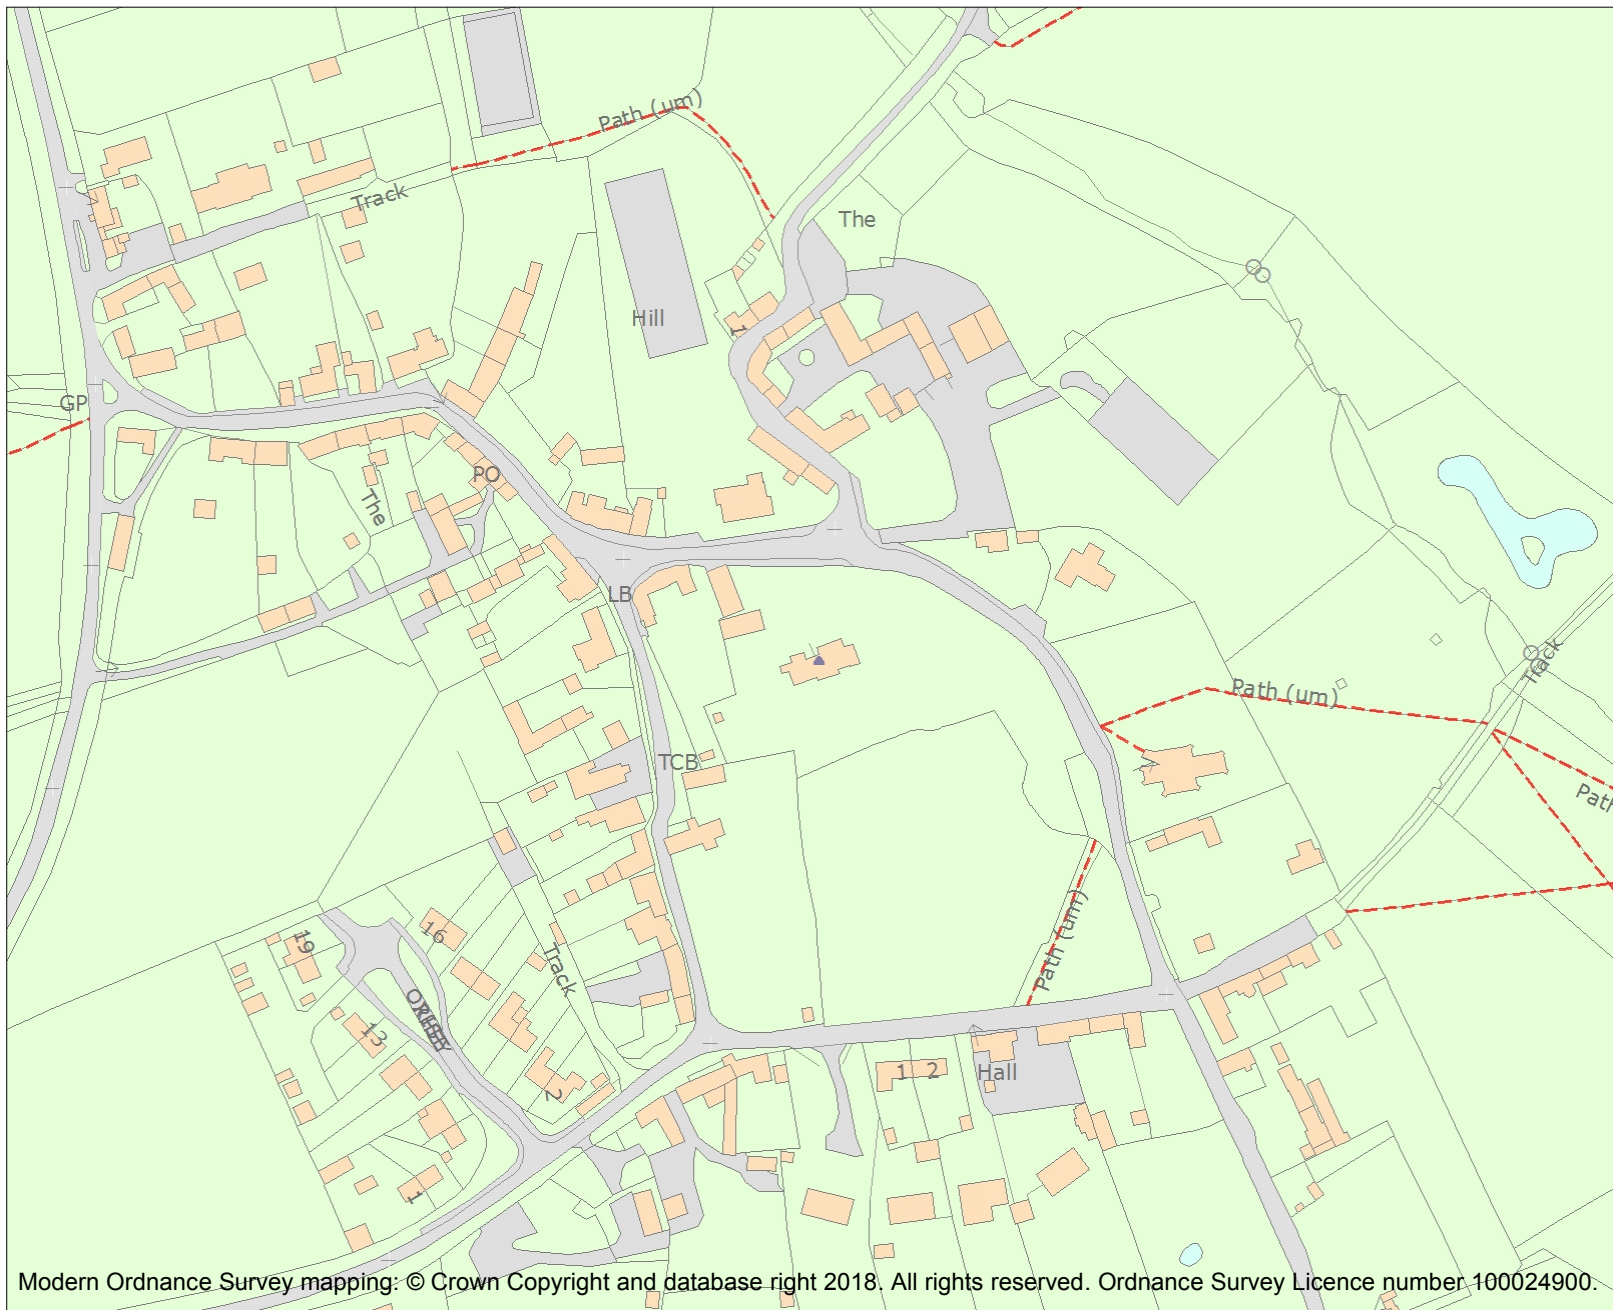 Path (um)
Track
The
Hill
1
GP
PO
The
LB
Track
Path (um)
TCB
Path
Path (um)
19
16
Track
13
2
1 2
Hall
1
Modern Ordnance Survey mapping: © Crown Copyright and database right 2018. All rights reserved. Ordnance Survey Licence number 100024900.